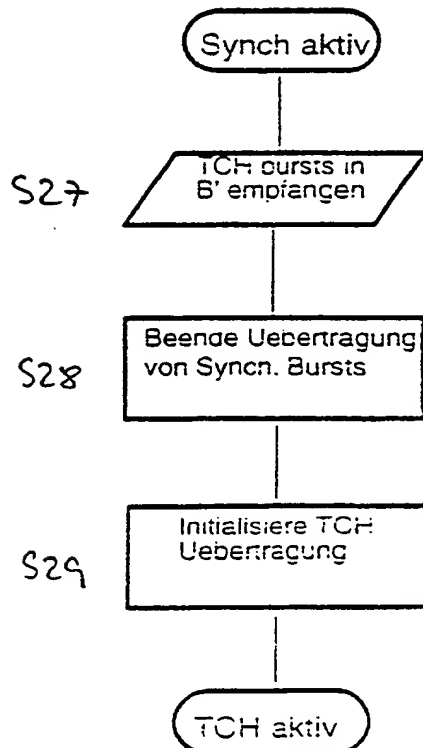 Synch aktiv
S27
TCH bursts in
B' empfangen
S28
Beende Uebertragung
von Synch. Bursts
S29
Initialisiere TCH
Uebertragung
TCH aktiv